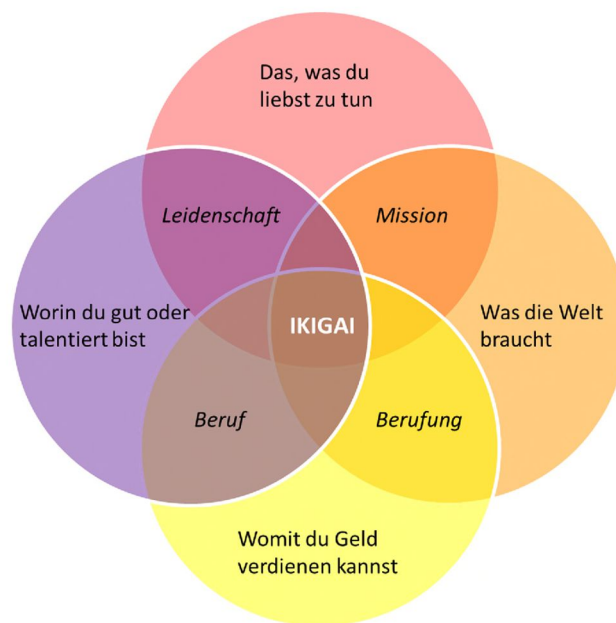 Das, was du
liebst zu tun
Leidenschaft
Mission
Worin du gut oder
talentiert bist
IKIGAI
Was die Welt
braucht
Beruf
Berufung
Womit du Geld
verdienen kannst